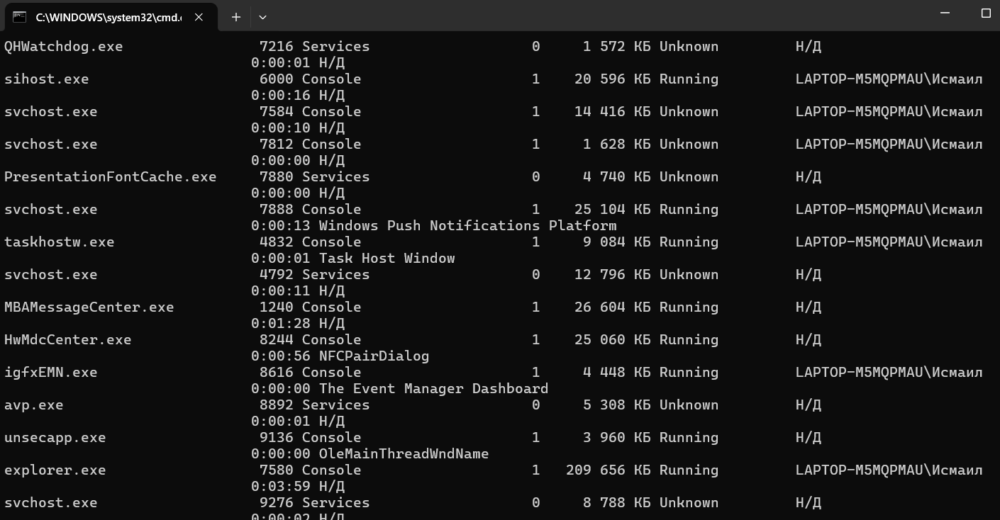 C:\WINDOWS\system32\cmd.
QHWatchdog.exe 7216 Services 0 1 572 КБ Unknown Н/Д
0:00:01 Н/Д
sihost.exe 6000 Console 1 20 596 КБ Running LAPTOP-M5MQPMAU\Исмаил
0:00:16 Н/Д
svchost.exe 7584 Console 1 14 416 КБ Unknown LAPTOP-M5MQPMAU\Исмаил
0:00:10 Н/Д
svchost.exe 7812 Console 1 1 628 КБ Unknown LAPTOP-M5MQPMAU\Исмаил
0:00:00 Н/Д
PresentationFontCache.exe 7880 Services 0 4 740 КБ Unknown Н/Д
0:00:00 Н/Д
svchost.exe 7888 Console 1 25 104 КБ Running LAPTOP-M5MQPMAU\Исмаил
0:00:13 Windows Push Notifications Platform
taskhostw.exe 4832 Console 1 9 084 КБ Running LAPTOP-M5MQPMAU\Исмаил
0:00:01 Task Host Window
svchost.exe 4792 Services 0 12 796 КБ Unknown Н/Д
0:00:11 Н/Д
MBAMessageCenter.exe 1240 Console 1 26 604 КБ Running Н/Д
0:01:28 Н/Д
HwMdcCenter.exe 8244 Console 1 25 060 КБ Running Н/Д
0:00:56 NFCPairDialog
igfxEMN.exe 8616 Console 1 4 448 КБ Running LAPTOP-M5MQPMAU\Исмаил
0:00:00 The Event Manager Dashboard
avp.exe 8892 Services 0 5 308 КБ Unknown Н/Д
0:00:01 Н/Д
unsecapp.exe 9136 Console 1 3 960 КБ Running Н/Д
0:00:00 OleMainThreadWndName
explorer.exe 7580 Console 1 209 656 КБ Running LAPTOP-M5MQPMAU\Исмаил
0:03:59 Н/Д
svchost.exe 9276 Services 0 8 788 КБ Unknown Н/Д
0:00:02 Н/Д